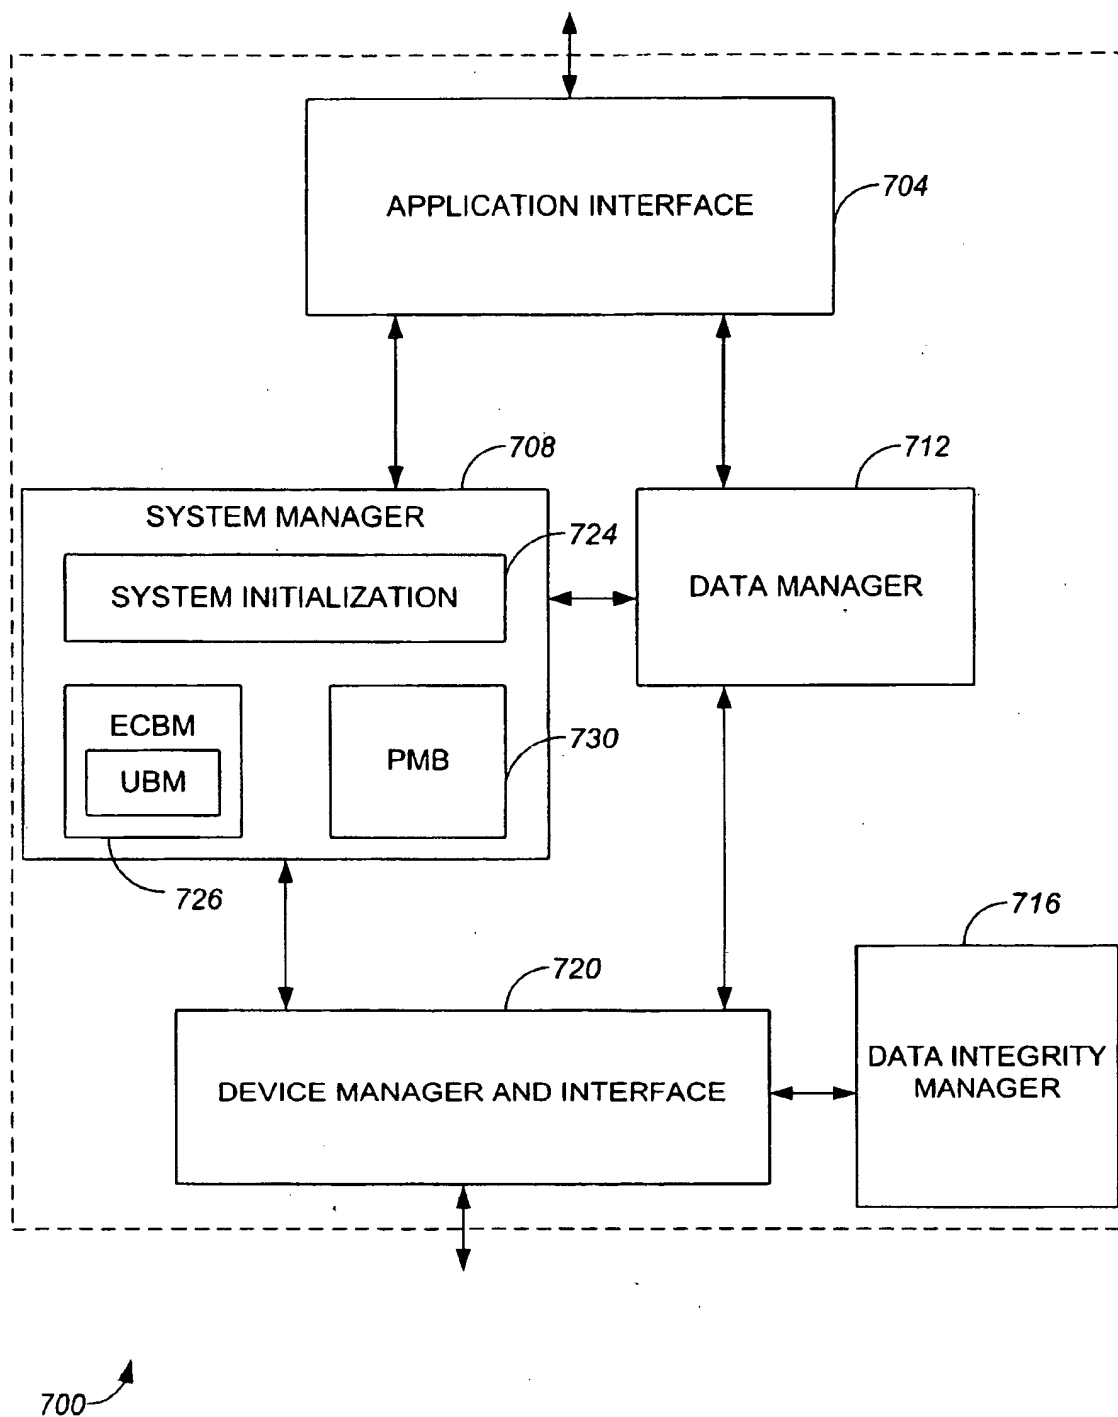 APPLICATION INTERFACE
704
708
712
SYSTEM MANAGER
724
SYSTEM INITIALIZATION
DATA MANAGER
ECBM
UBM
PMB
730
726
716
720
DEVICE MANAGER AND INTERFACE
DATA INTEGRITY
MANAGER
700